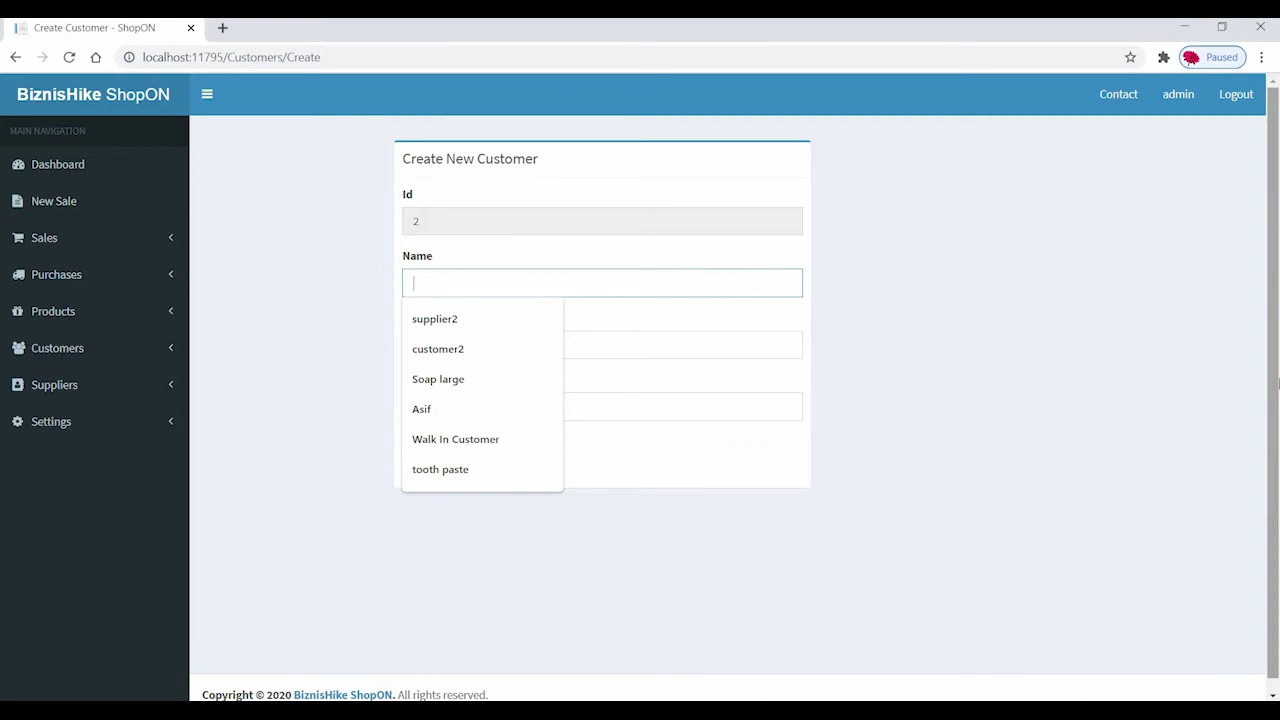 Create Customer - ShopON
localhost:11795/Customers/Create
Paused
BiznisHike ShopON
Contact
admin
Logout
MAIN NAVIGATION
Dashboard
New Sale
Sales
Purchases
Products
Customers
Suppliers
Settings
Create New Customer
Id
2
Name
supplier2
customer2
Soap large
Asif
Walk In Customer
tooth paste
Copyright © 2020 BiznisHike ShopON. All rights reserved.